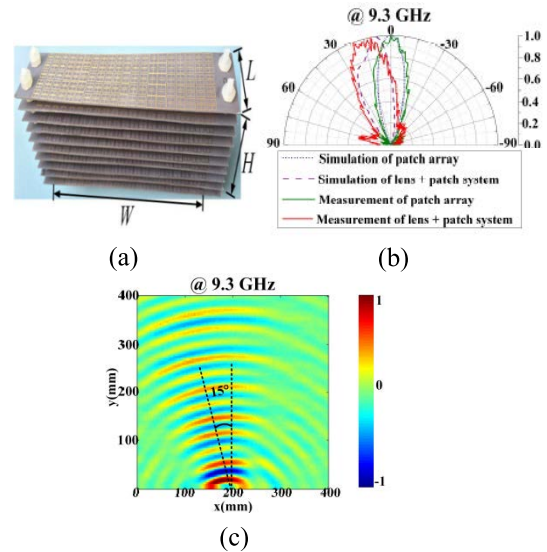 L
H
W
(a)
@ 9.3 GHz
0
30
-30
60
-60
90
-90
1.0
0.8
0.6
0.4
0.2
0.0
Simulation of patch array
Simulation of lens + patch system
Measurement of patch array
Measurement of lens + patch system
(b)
@ 9.3 GHz
400
300
200
100
y(mm)
15°
0
100
200
300
400
x(mm)
1
0
-1
(c)